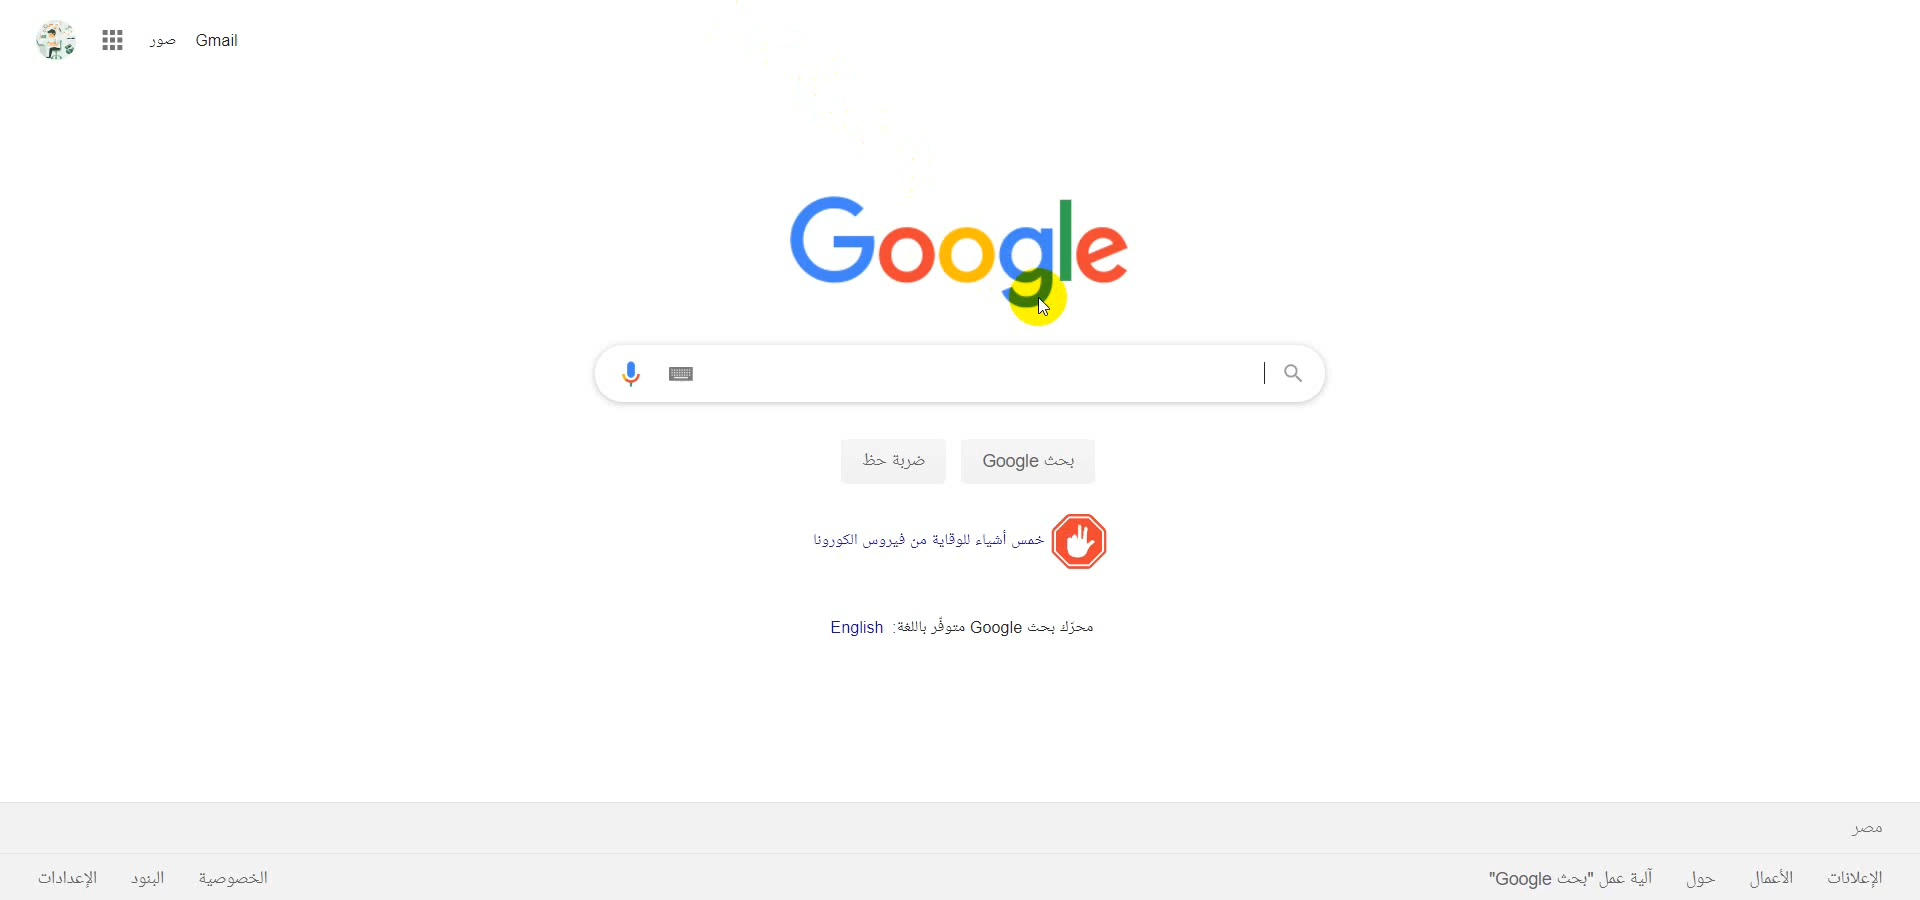 Gmail صور
Google
بحث Google ضربة حظ
خمس أشياء للوقاية من فيروس الكورونا
محرّك بحث Google متوفّر باللغة: English
مصر
الإعلانات الأعمال حول آلية عمل "بحث Google" الخصوصية البنود الإعدادات